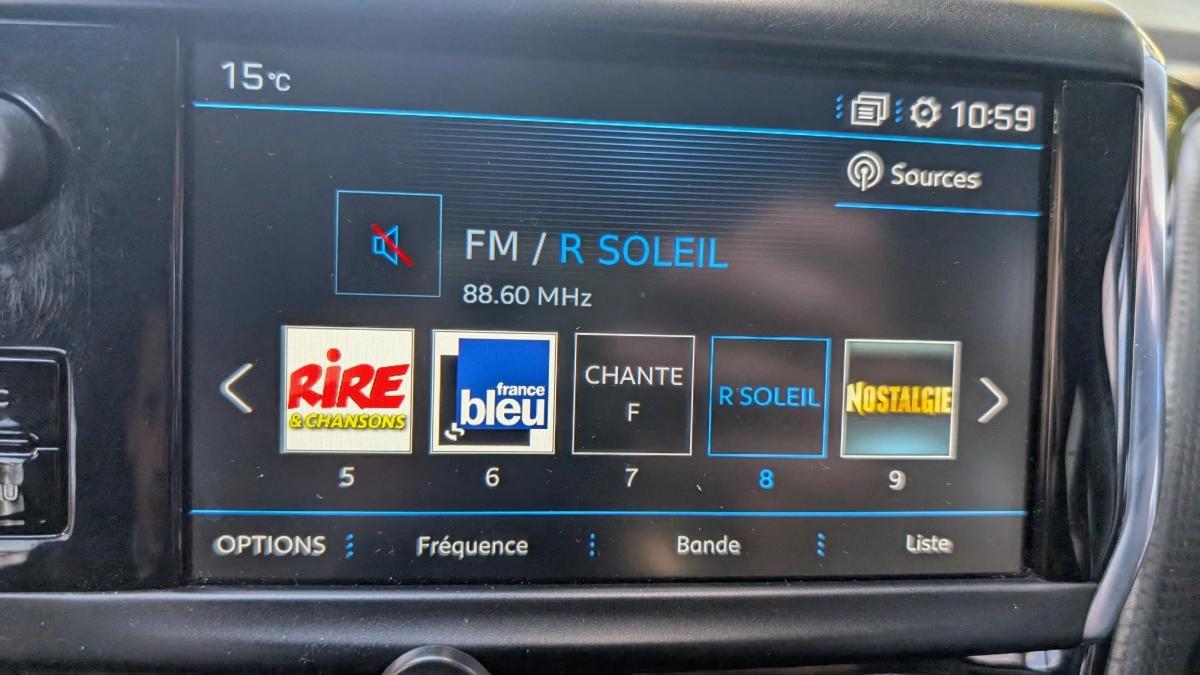 15°C
10:59
Sources
FM / R SOLEIL
88.60 MHz
RiRE
& CHANSONS
france
bleu
CHANTE
F
R SOLEIL
NOSTALGIE
5
6
7
8
9
OPTIONS
Fréquence
Bande
Liste